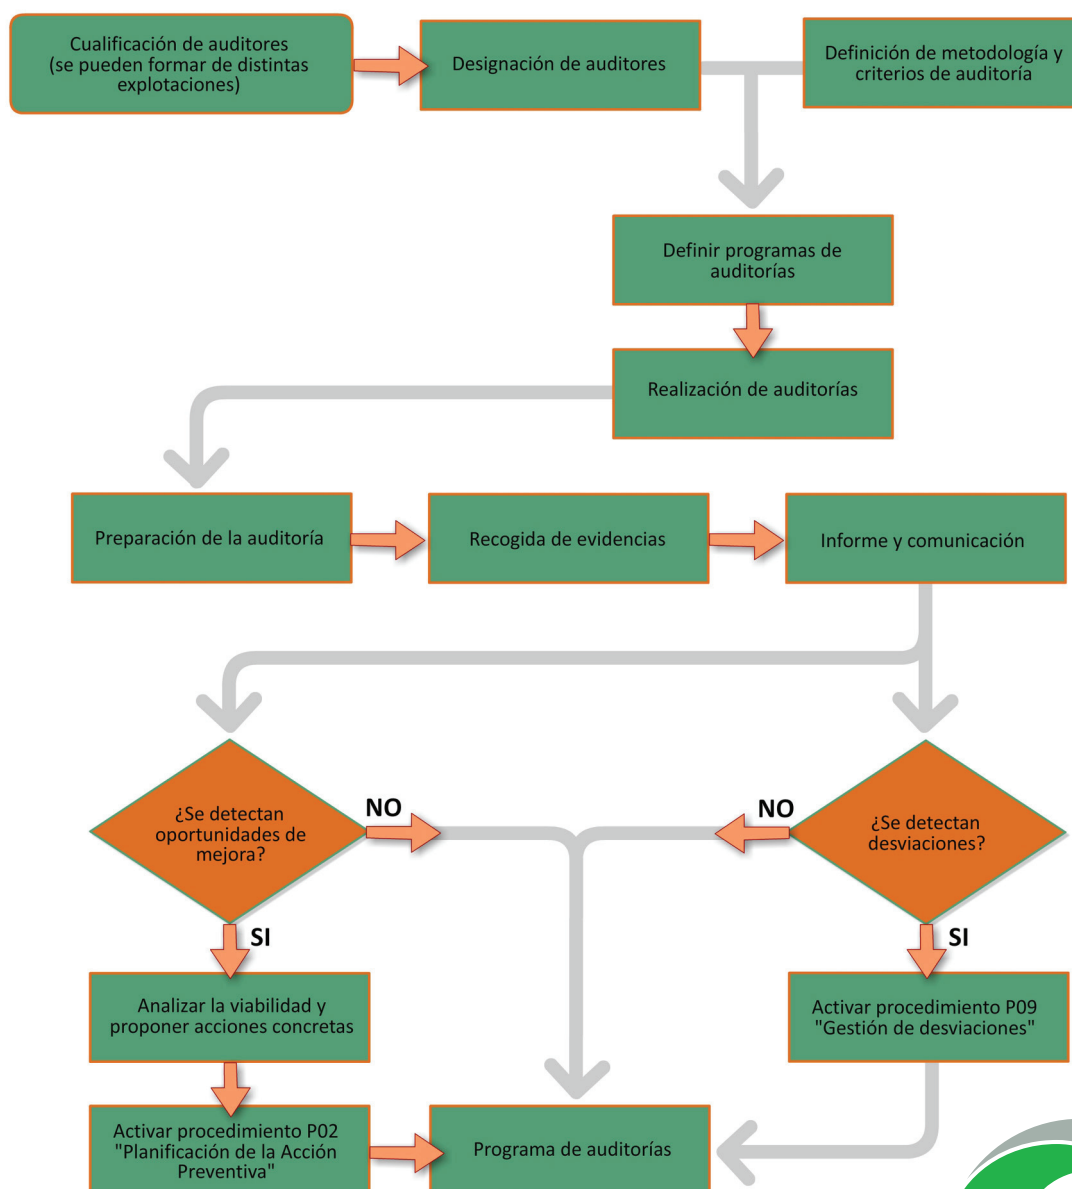 Cualificación de auditores
(se pueden formar de distintas
explotaciones)
Designación de auditores
Definición de metodología y
criterios de auditoría
Definir programas de
auditorías
Realización de auditorías
Preparación de la auditoría
Recogida de evidencias
Informe y comunicación
¿Se detectan
oportunidades de
mejora?
NO
NO
¿Se detectan
desviaciones?
SI
SI
Analizar la viabilidad y
proponer acciones concretas
Activar procedimiento P09
"Gestión de desviaciones"
Activar procedimiento P02
"Planificación de la Acción
Preventiva"
Programa de auditorías